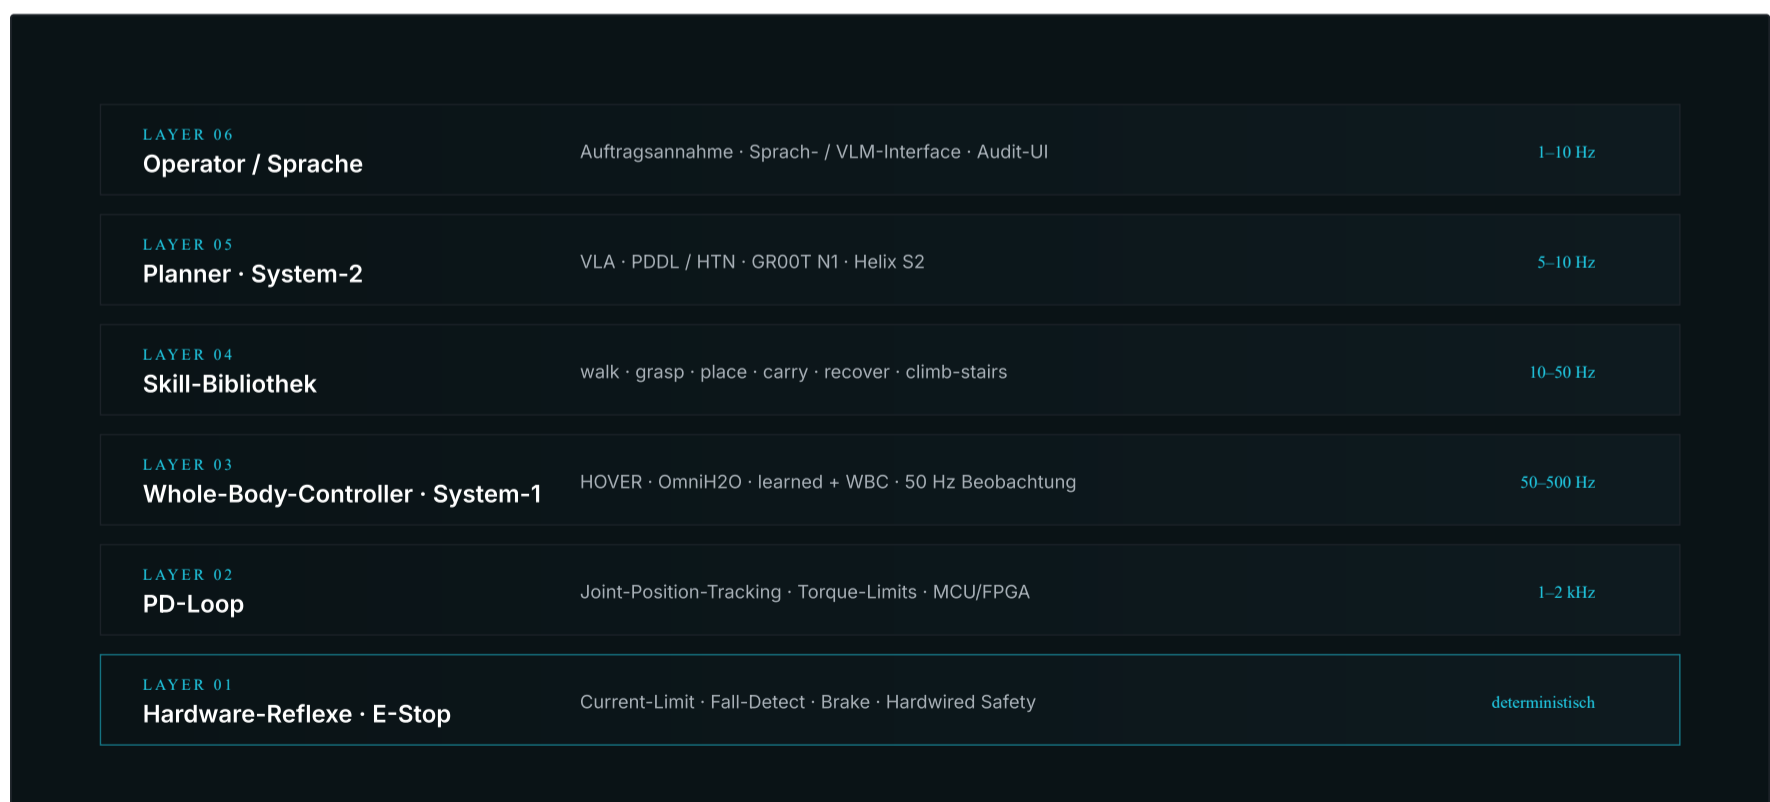 LAYER 06
Operator / Sprache
Auftragsannahme · Sprach- / VLM-Interface · Audit-UI
1–10 Hz
LAYER 05
Planner · System-2
VLA · PDDL / HTN · GR00T N1 · Helix S2
5–10 Hz
LAYER 04
Skill-Bibliothek
walk · grasp · place · carry · recover · climb-stairs
10–50 Hz
LAYER 03
Whole-Body-Controller · System-1
HOVER · OmniH2O · learned + WBC · 50 Hz Beobachtung
50–500 Hz
LAYER 02
PD-Loop
Joint-Position-Tracking · Torque-Limits · MCU/FPGA
1–2 kHz
LAYER 01
Hardware-Reflexe · E-Stop
Current-Limit · Fall-Detect · Brake · Hardwired Safety
deterministisch